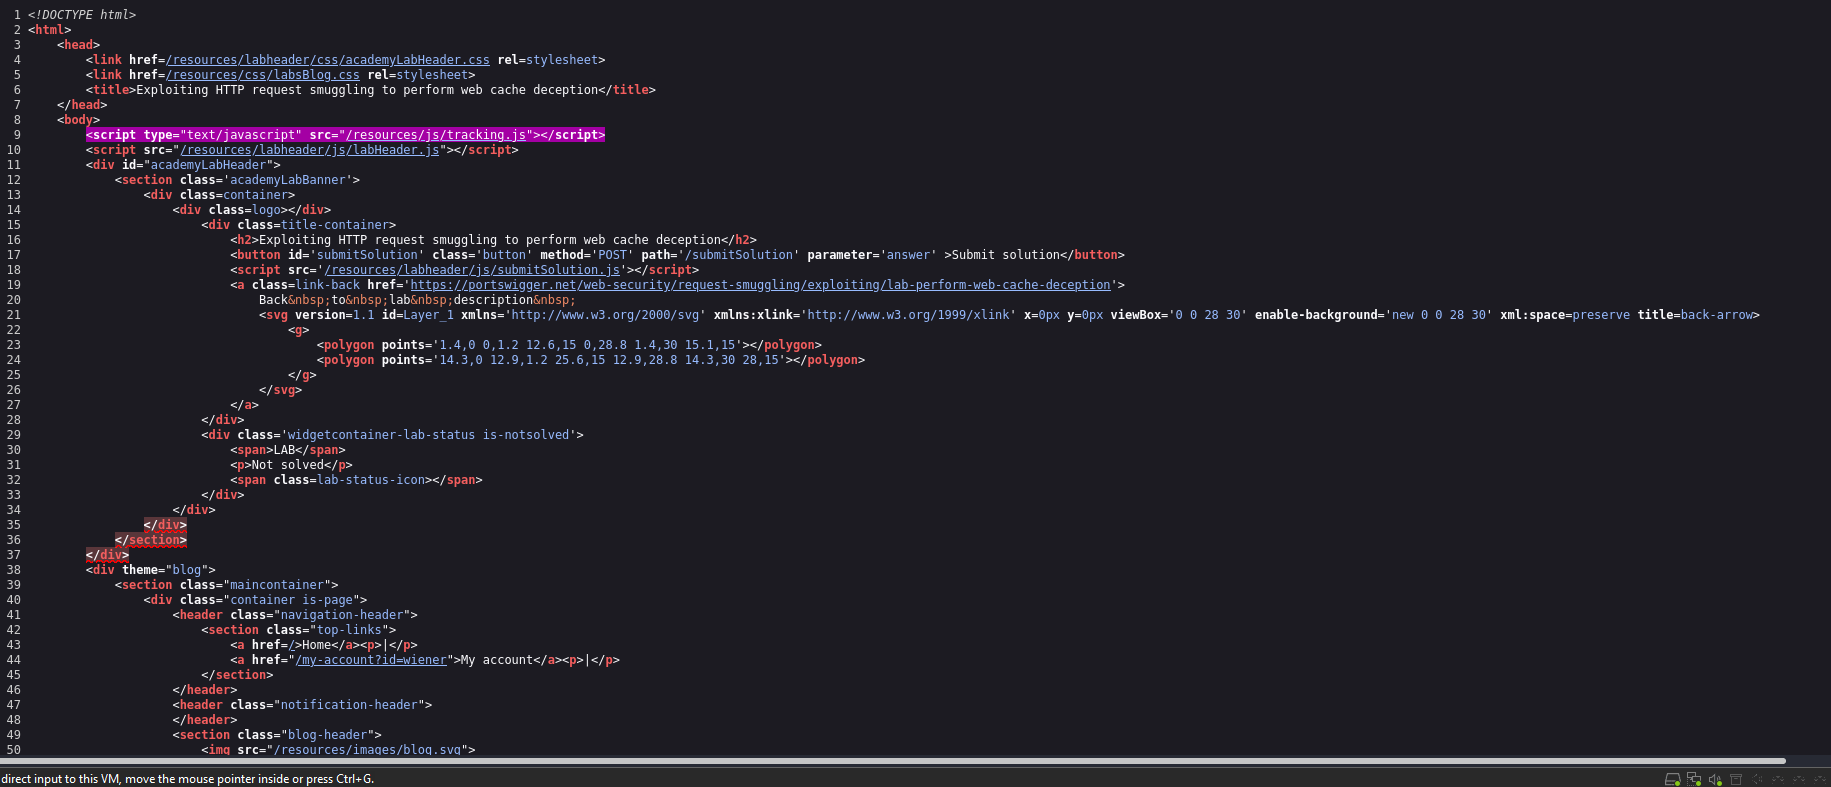 1 <!DOCTYPE html>
2 <html>
3 <head>
4 <link href=/resources/labheader/css/academyLabHeader.css rel=stylesheet>
5 <link href=/resources/css/labsBlog.css rel=stylesheet>
6 <title>Exploiting HTTP request smuggling to perform web cache deception</title>
7 </head>
8 <body>
9 <script type="text/javascript" src="/resources/js/tracking.js"></script>
10 <script src="/resources/labheader/js/labHeader.js"></script>
11 <div id="academyLabHeader">
12 <section class='academyLabBanner'>
13 <div class=container>
14 <div class=logo></div>
15 <div class=title-container>
16 <h2>Exploiting HTTP request smuggling to perform web cache deception</h2>
17 <button id='submitSolution' class='button' method='POST' path='/submitSolution' parameter='answer' >Submit solution</button>
18 <script src='/resources/labheader/js/submitSolution.js'></script>
19 <a class=link-back href='https://portswigger.net/web-security/request-smuggling/exploiting/lab-perform-web-cache-deception'>
20 Back&nbsp;to&nbsp;lab&nbsp;description&nbsp;
21 <svg version=1.1 id=Layer_1 xmlns='http://www.w3.org/2000/svg' xmlns:xlink='http://www.w3.org/1999/xlink' x=0px y=0px viewBox='0 0 28 30' enable-background='new 0 0 28 30' xml:space=preserve title=back-arrow>
22 <g>
23 <polygon points='1.4,0 0,1.2 12.6,15 0,28.8 1.4,30 15.1,15'></polygon>
24 <polygon points='14.3,0 12.9,1.2 25.6,15 12.9,28.8 14.3,30 28,15'></polygon>
25 </g>
26 </svg>
27 </a>
28 </div>
29 <div class='widgetcontainer-lab-status is-notsolved'>
30 <span>LAB</span>
31 <p>Not solved</p>
32 <span class=lab-status-icon></span>
33 </div>
34 </div>
35 </div>
36 </section>
37 </div>
38 <div theme="blog">
39 <section class="maincontainer">
40 <div class="container is-page">
41 <header class="navigation-header">
42 <section class="top-links">
43 <a href=/>Home</a><p>|</p>
44 <a href="/my-account?id=wiener">My account</a><p>|</p>
45 </section>
46 </header>
47 <header class="notification-header">
48 </header>
49 <section class="blog-header">
50 <img src="/resources/images/blog.svg">
direct input to this VM, move the mouse pointer inside or press Ctrl+G.